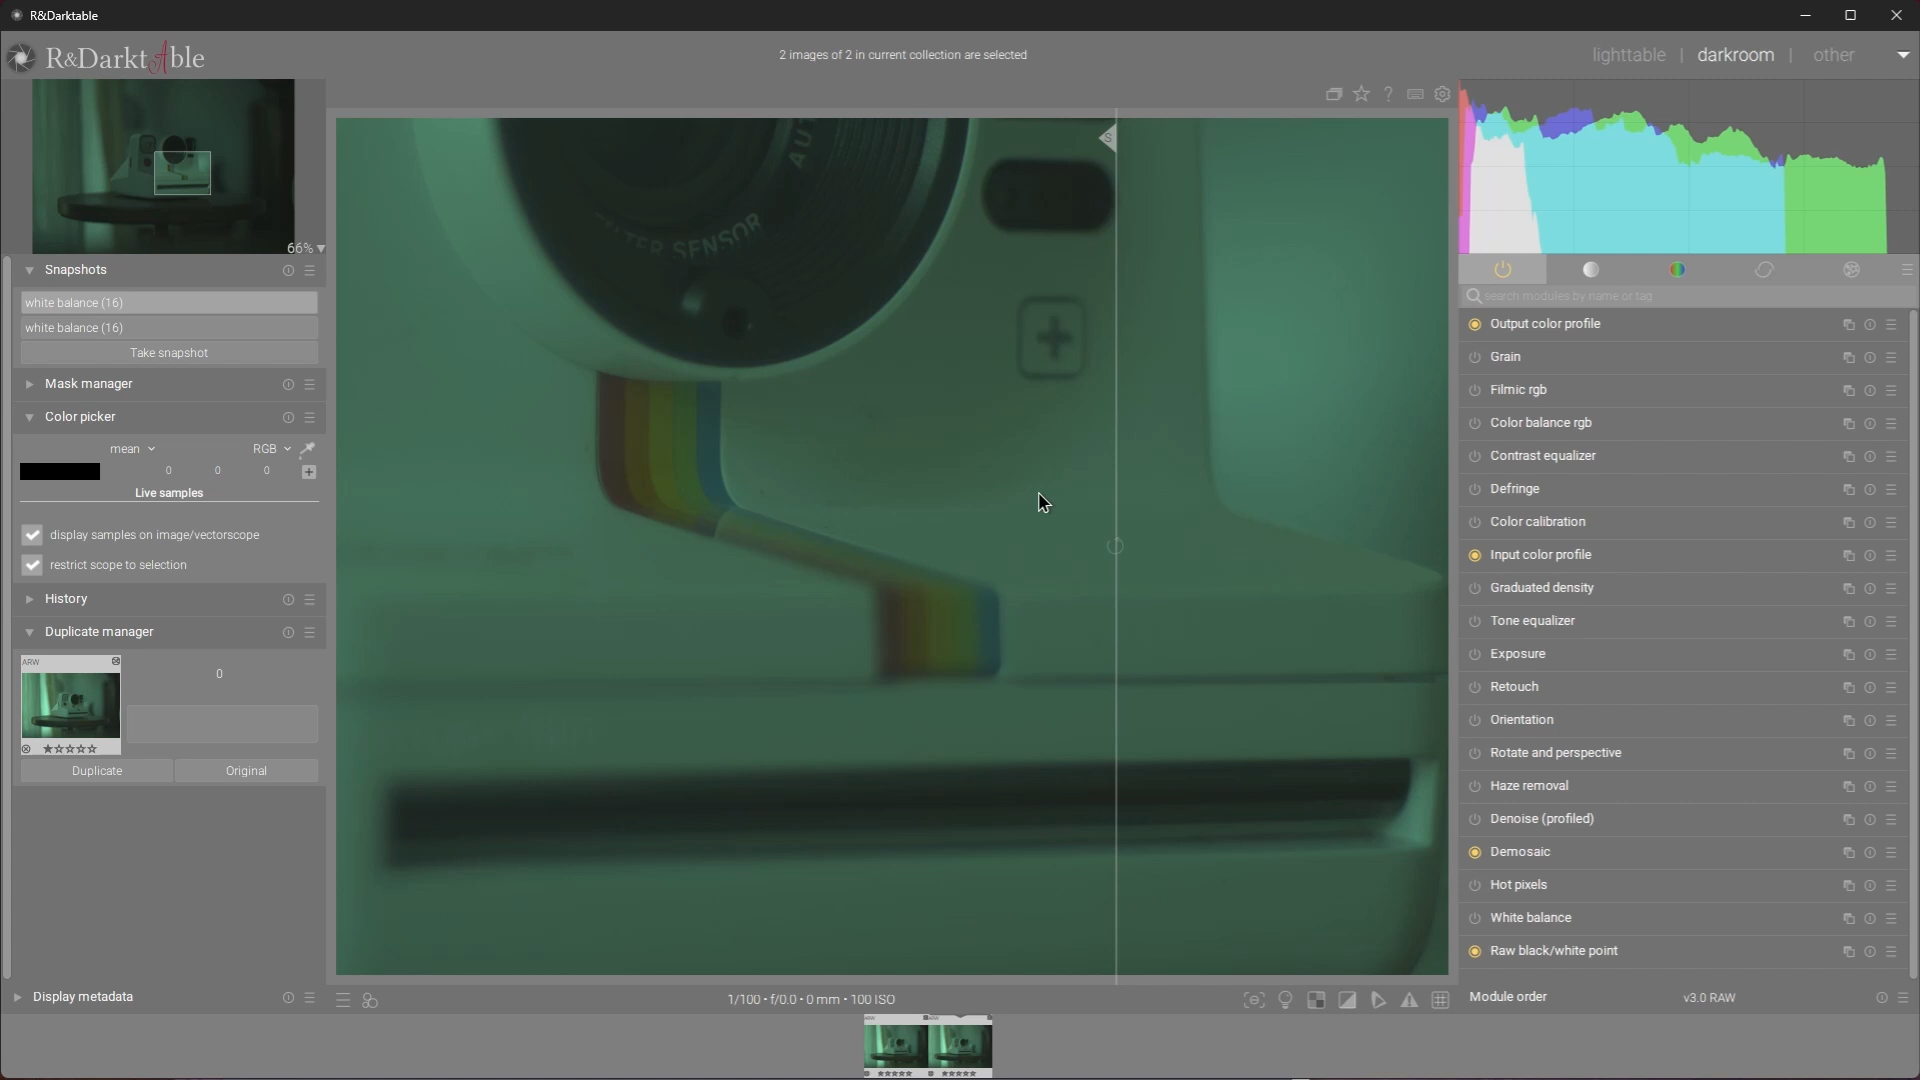 R&Darktable
R&DarktAble
2 images of 2 in current collection are selected
lighttable | darkroom | other
66%
Snapshots
white balance (16)
white balance (16)
Take snapshot
Mask manager
Color picker
mean RGB
0 0 0
Live samples
display samples on image/vectorscope
restrict scope to selection
History
Duplicate manager
ARW
0
Duplicate Original
Display metadata
S
AUT
FILTER SENSOR
1/100 • f/0.0 • 0 mm • 100 ISO
search modules by name or tag
Output color profile
Grain
Filmic rgb
Color balance rgb
Contrast equalizer
Defringe
Color calibration
Input color profile
Graduated density
Tone equalizer
Exposure
Retouch
Orientation
Rotate and perspective
Haze removal
Denoise (profiled)
Demosaic
Hot pixels
White balance
Raw black/white point
Module order v3.0 RAW